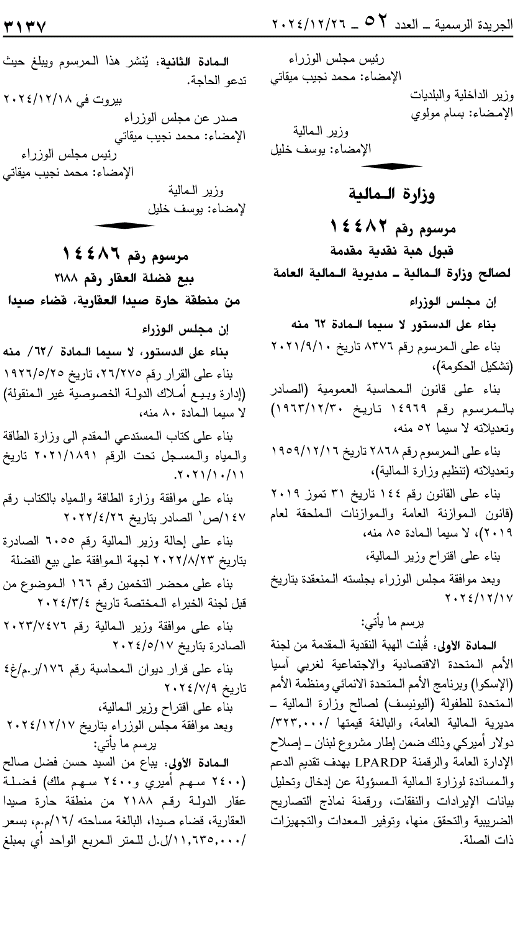 الجريدة الرسمية ــ العدد ٥٢ ــ ٢٠٢٤/١٢/٢٦
٣١٣٧
رئيس مجلس الوزراء
الإمضاء: محمد نجيب ميقاتي
وزير الداخلية والبلديات
الإمضاء: بسام مولوي
وزير المالية
الإمضاء: يوسف خليل
وزارة المالية
مرسوم رقم ١٤٤٨٢
قبول هبة نقدية مقدمة
لصالح وزارة المالية ــ مديرية المالية العامة
إن مجلس الوزراء
بناء على الدستور لا سيما المادة ٦٢ منه
بناء على المرسوم رقم ٨٣٧٦ تاريخ ٢٠٢١/٩/١٠
(تشكيل الحكومة)،
بناء على قانون المحاسبة العمومية (الصادر
بالمرسوم رقم ١٤٩٦٩ تاريخ ١٩٦٣/١٢/٣٠)
وتعديلاته لا سيما ٥٢ منه،
بناء على المرسوم رقم ٢٨٦٨ تاريخ ١٩٥٩/١٢/١٦
وتعديلاته (تنظيم وزارة المالية)،
بناء على القانون رقم ١٤٤ تاريخ ٣١ تموز ٢٠١٩
(قانون الموازنة العامة والموازنات الملحقة لعام
٢٠١٩)، لا سيما المادة ٨٥ منه،
بناء على اقتراح وزير المالية،
وبعد موافقة مجلس الوزراء بجلسته المنعقدة بتاريخ
٢٠٢٤/١٢/١٧
يرسم ما يأتي:
المادة الأولى: قُبلت الهبة النقدية المقدمة من لجنة
الأمم المتحدة الاقتصادية والاجتماعية لغربي آسيا
(الإسكوا) وبرنامج الأمم المتحدة الانمائي ومنظمة الأمم
المتحدة للطفولة (اليونيسف) لصالح وزارة المالية ــ
مديرية المالية العامة، والبالغة قيمتها /٣٢٣,٠٠٠/
دولار أميركي وذلك ضمن إطار مشروع لبنان ــ إصلاح
الإدارة العامة والرقمنة LPARDP بهدف تقديم الدعم
والمساندة لوزارة المالية المسؤولة عن إدخال وتحليل
بيانات الإيرادات والنفقات، ورقمنة نماذج التصاريح
الضريبية والتحقق منها، وتوفير المعدات والتجهيزات
ذات الصلة.
المادة الثانية: يُنشر هذا المرسوم ويبلغ حيث
تدعو الحاجة.
بيروت في ٢٠٢٤/١٢/١٨
صدر عن مجلس الوزراء
الإمضاء: محمد نجيب ميقاتي
رئيس مجلس الوزراء
الإمضاء: محمد نجيب ميقاتي
وزير المالية
الإمضاء: يوسف خليل
مرسوم رقم ١٤٤٨٦
بيع فضلة العقار رقم ٢١٨٨
من منطقة حارة صيدا العقارية، قضاء صيدا
إن مجلس الوزراء
بناء على الدستور، لا سيما المادة /٦٢/ منه
بناء على القرار رقم ٢٦/٢٧٥، تاريخ ١٩٢٦/٥/٢٥
(إدارة وبيع أملاك الدولة الخصوصية غير المنقولة)
لا سيما المادة ٨٠ منه،
بناء على كتاب المستدعي المقدم الى وزارة الطاقة
والمياه والمسجل تحت الرقم ٢٠٢١/١٨٩١ تاريخ
٢٠٢١/١٠/١١.
بناء على موافقة وزارة الطاقة والمياه بالكتاب رقم
١٤٧/ص١ الصادر بتاريخ ٢٠٢٢/٤/٢٦
بناء على إحالة وزير المالية رقم ٦٠٥٥ الصادرة
بتاريخ ٢٠٢٢/٨/٢٣ لجهة الموافقة على بيع الفضلة
بناء على محضر التخمين رقم ١٦٦ الموضوع من
قبل لجنة الخبراء المختصة تاريخ ٢٠٢٤/٣/٤
بناء على موافقة وزير المالية رقم ٢٠٢٣/٧٤٧٦
الصادرة بتاريخ ٢٠٢٤/٥/١٧
بناء على قرار ديوان المحاسبة رقم ١٧٦/ر.م/غ٤
تاريخ ٢٠٢٤/٧/٩
بناء على اقتراح وزير المالية،
وبعد موافقة مجلس الوزراء بتاريخ ٢٠٢٤/١٢/١٧
يرسم ما يأتي:
المادة الأولى: يباع من السيد حسن فضل صالح
(٢٤٠٠ سهم أميري و٢٤٠٠ سهم ملك) فضلة
عقار الدولة رقم ٢١٨٨ من منطقة حارة صيدا
العقارية، قضاء صيدا، البالغة مساحته /١٦/م.م، بسعر
/١١,٦٣٥,٠٠٠/ل.ل للمتر المربع الواحد أي بمبلغ